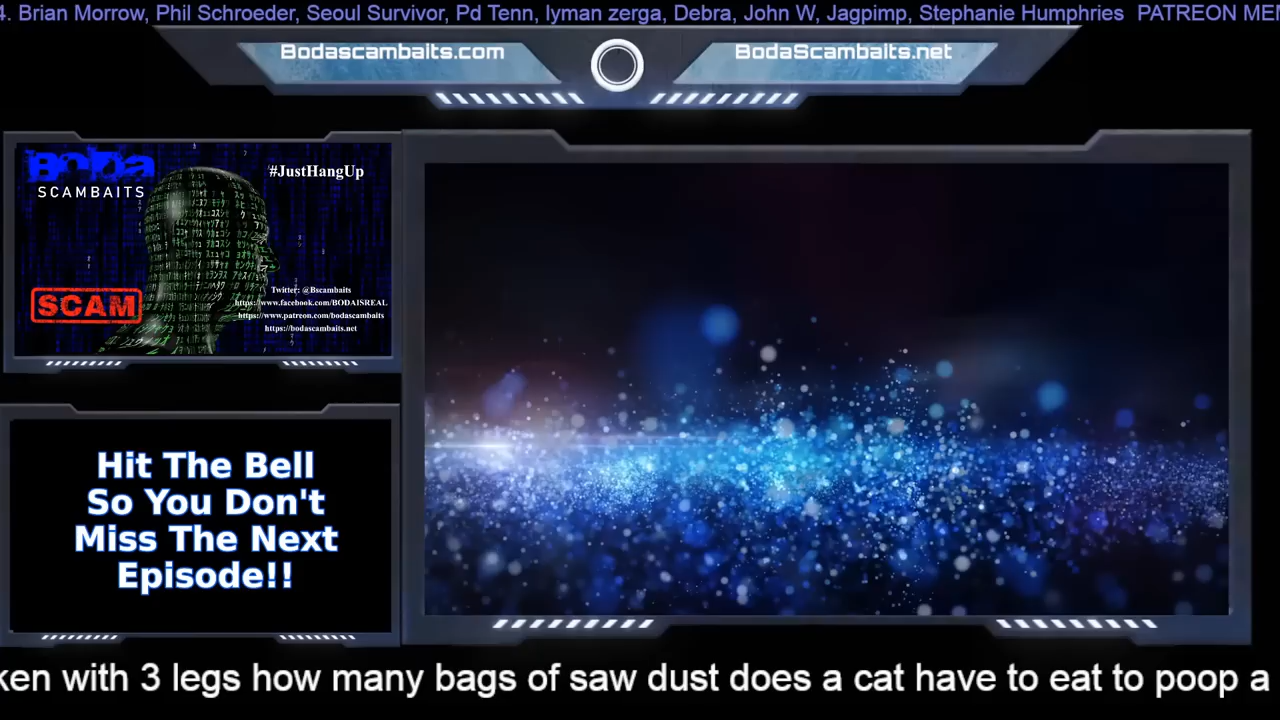 4. Brian Morrow, Phil Schroeder, Seoul Survivor, Pd Tenn, lyman zerga, Debra, John W, Jagpimp, Stephanie Humphries PATREON MEN
Bodascambaits.com
BodaScambaits.net
BODa
SCAMBAITS
#JustHangUp
SCAM
Twitter: @Bscambaits
https://www.facebook.com/BODAISREAL
https://www.patreon.com/bodascambaits
https://bodascambaits.net
Hit The Bell
So You Don't
Miss The Next
Episode!!
ken with 3 legs how many bags of saw dust does a cat have to eat to poop a